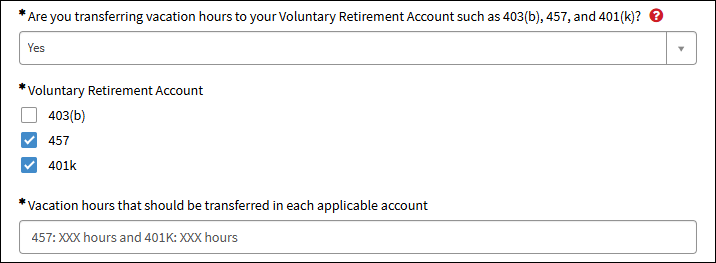 * Are you transferring vacation hours to your Voluntary Retirement Account such as 403(b), 457, and 401(k)? ?
Yes
* Voluntary Retirement Account
403(b)
457
401k
* Vacation hours that should be transferred in each applicable account
457: XXX hours and 401K: XXX hours